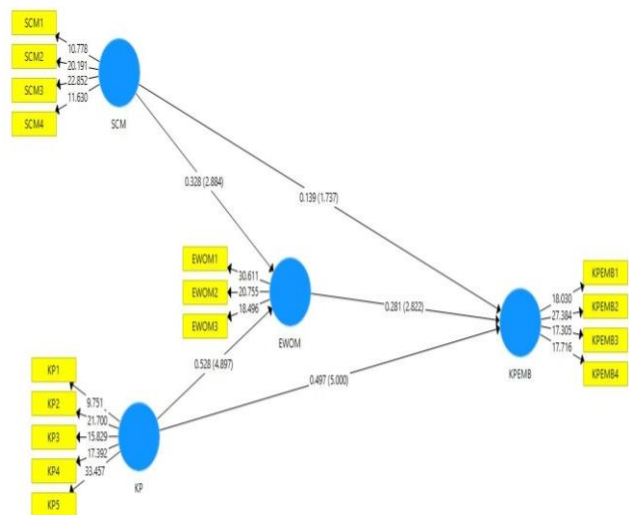 SCM1
SCM2
SCM3
SCM4
10.778
20.191
22.852
11.630
SCM
0.328 (2.884)
0.139 (1.737)
EWOM1
EWOM2
EWOM3
30.611
20.755
18.496
EWOM
0.281 (2.822)
KPEMB1
KPEMB2
KPEMB3
KPEMB4
18.030
27.384
17.305
17.716
KPEMB
0.528 (4.897)
0.497 (5.000)
KP1
KP2
KP3
KP4
KP5
9.751
21.700
15.829
17.392
33.457
KP